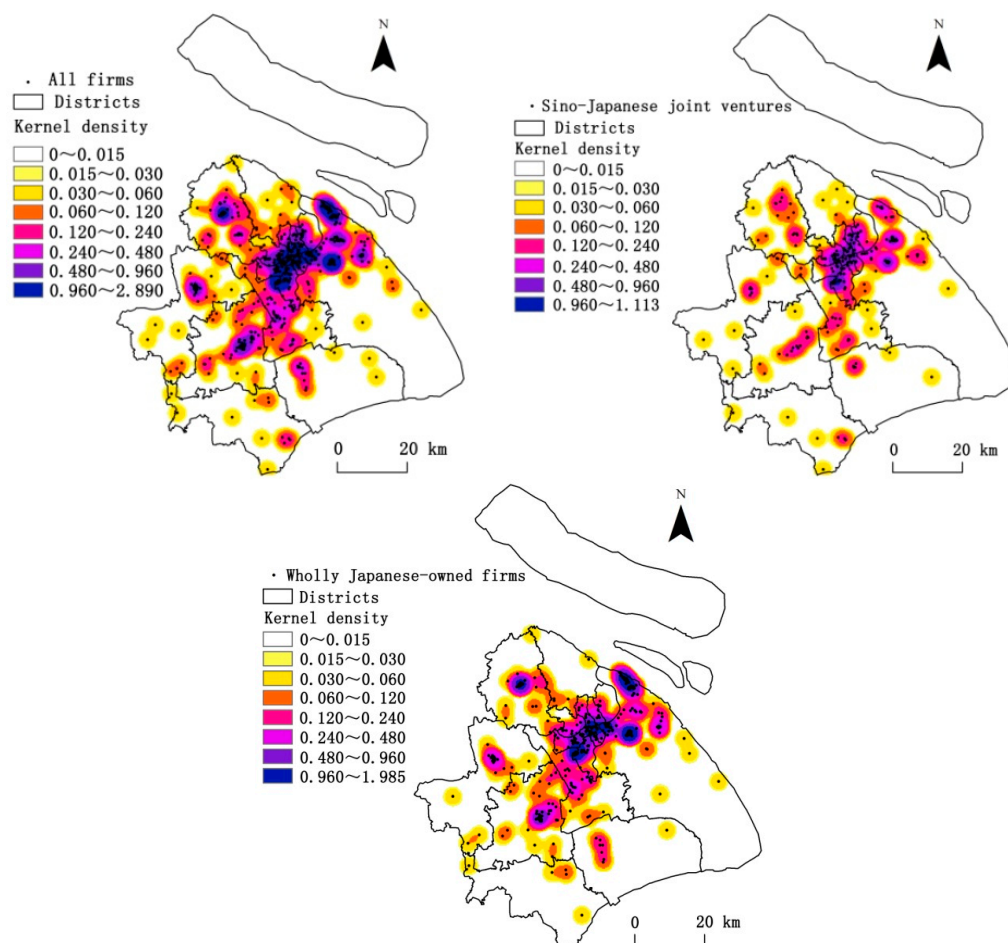 N
· All firms
Districts
Kernel density
0～0.015
0.015～0.030
0.030～0.060
0.060～0.120
0.120～0.240
0.240～0.480
0.480～0.960
0.960～2.890
0 20 km
N
· Sino-Japanese joint ventures
Districts
Kernel density
0～0.015
0.015～0.030
0.030～0.060
0.060～0.120
0.120～0.240
0.240～0.480
0.480～0.960
0.960～1.113
0 20 km
N
· Wholly Japanese-owned firms
Districts
Kernel density
0～0.015
0.015～0.030
0.030～0.060
0.060～0.120
0.120～0.240
0.240～0.480
0.480～0.960
0.960～1.985
0 20 km